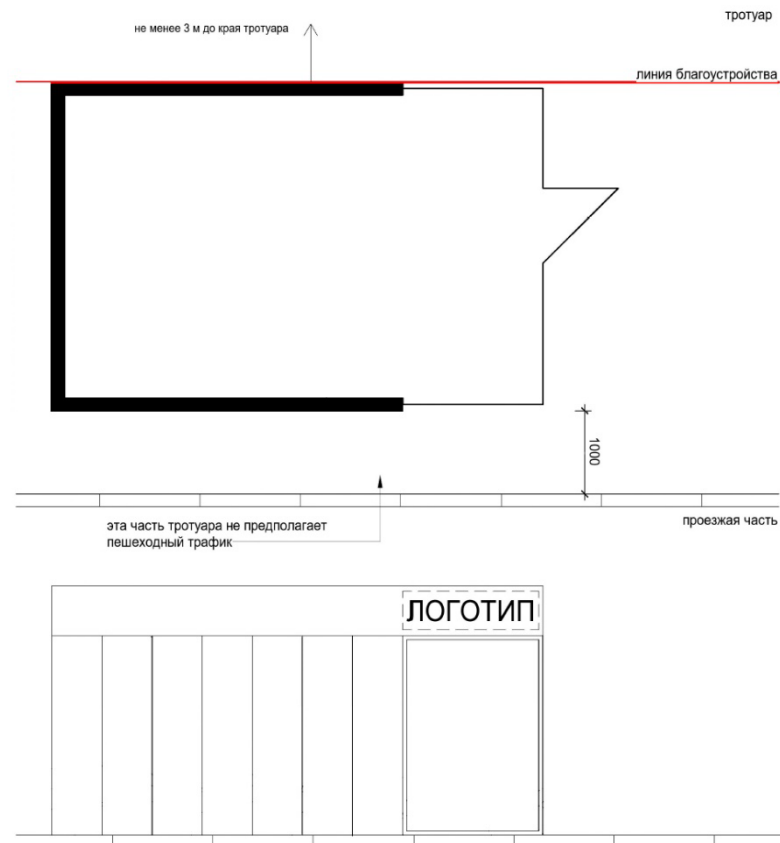 тротуар
не менее 3 м до края тротуара
линия благоустройства
1000
эта часть тротуара не предполагает
пешеходный трафик
проезжая часть
ЛОГОТИП